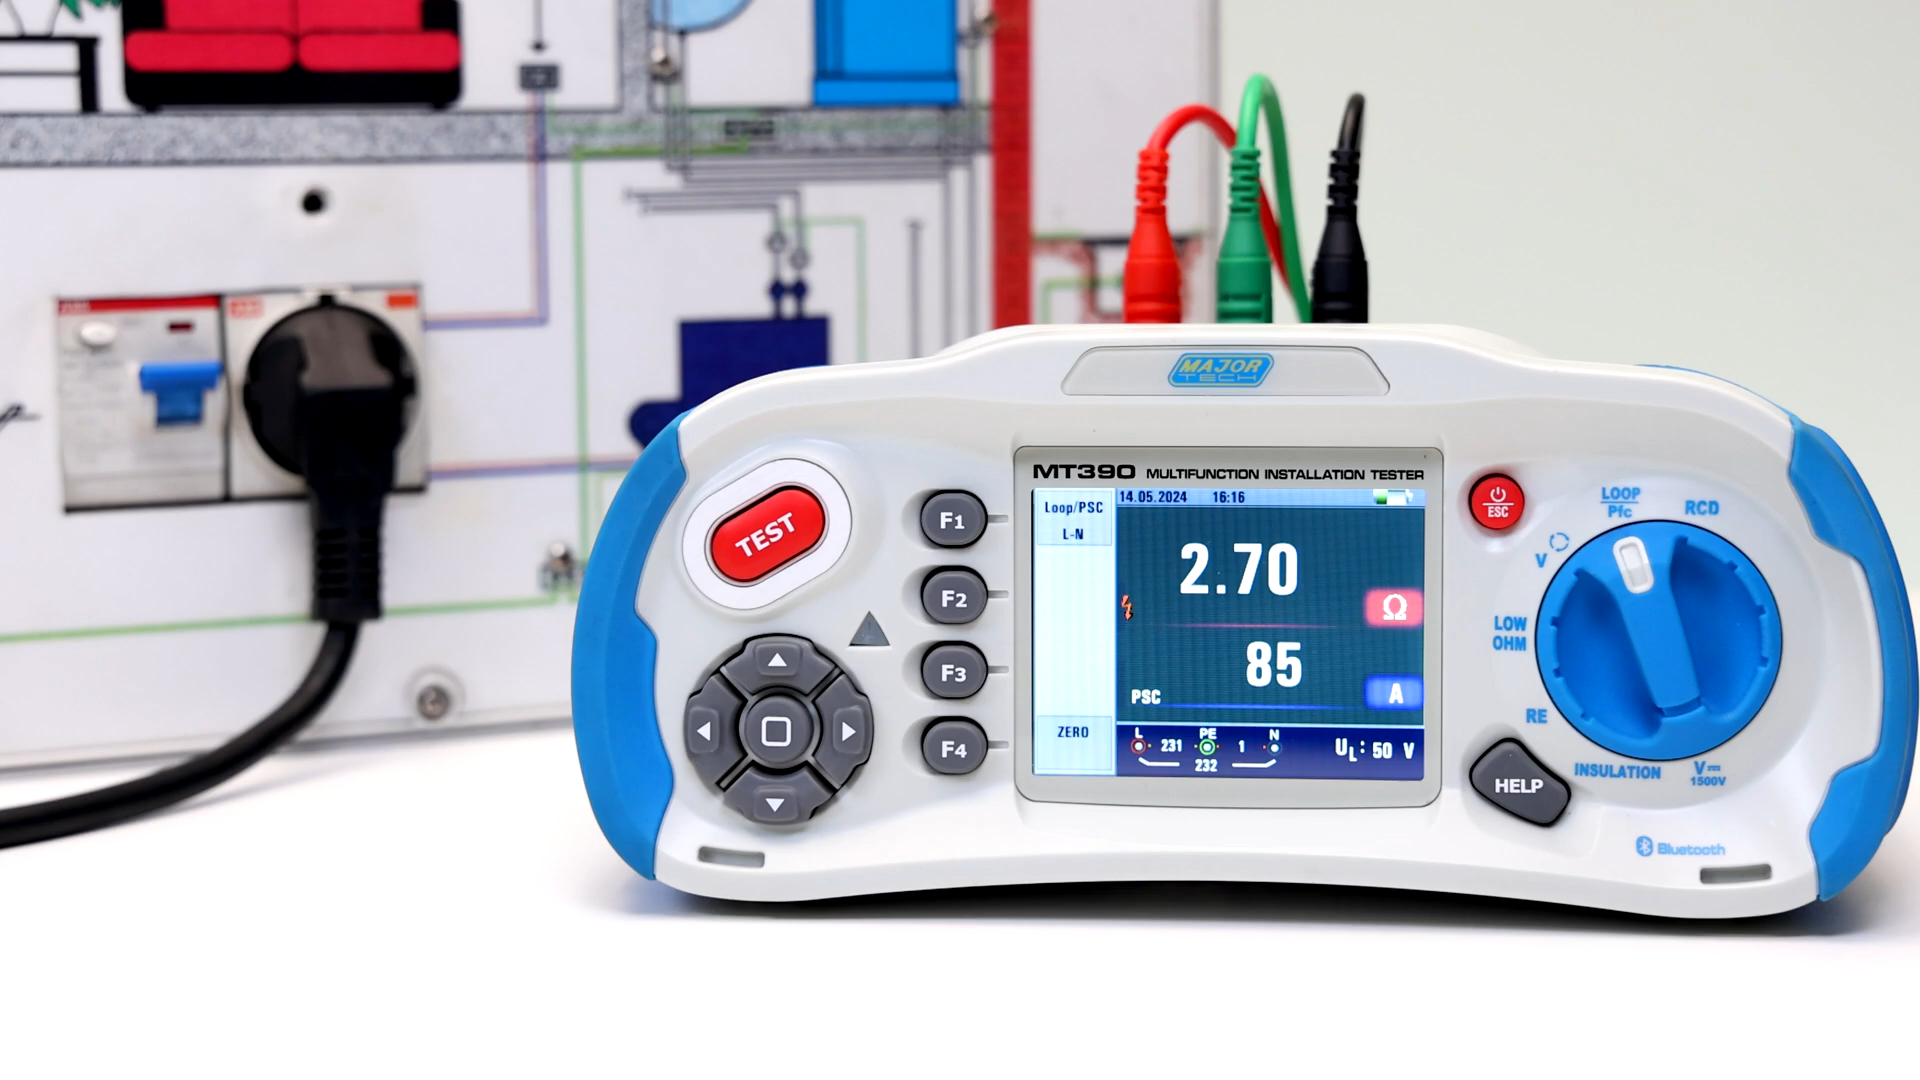 MAJOR
TECH
MT390 MULTIFUNCTION INSTALLATION TESTER
14.05.2024 16:16
Loop/PSC
L-N
2.70
Ω
85
PSC
A
ZERO
L 231 PE 1 N
232
UL: 50 V
TEST
F1
F2
F3
F4
ESC
LOOP
Pfc
RCD
V
LOW
OHM
RE
INSULATION
V
1500V
HELP
Bluetooth